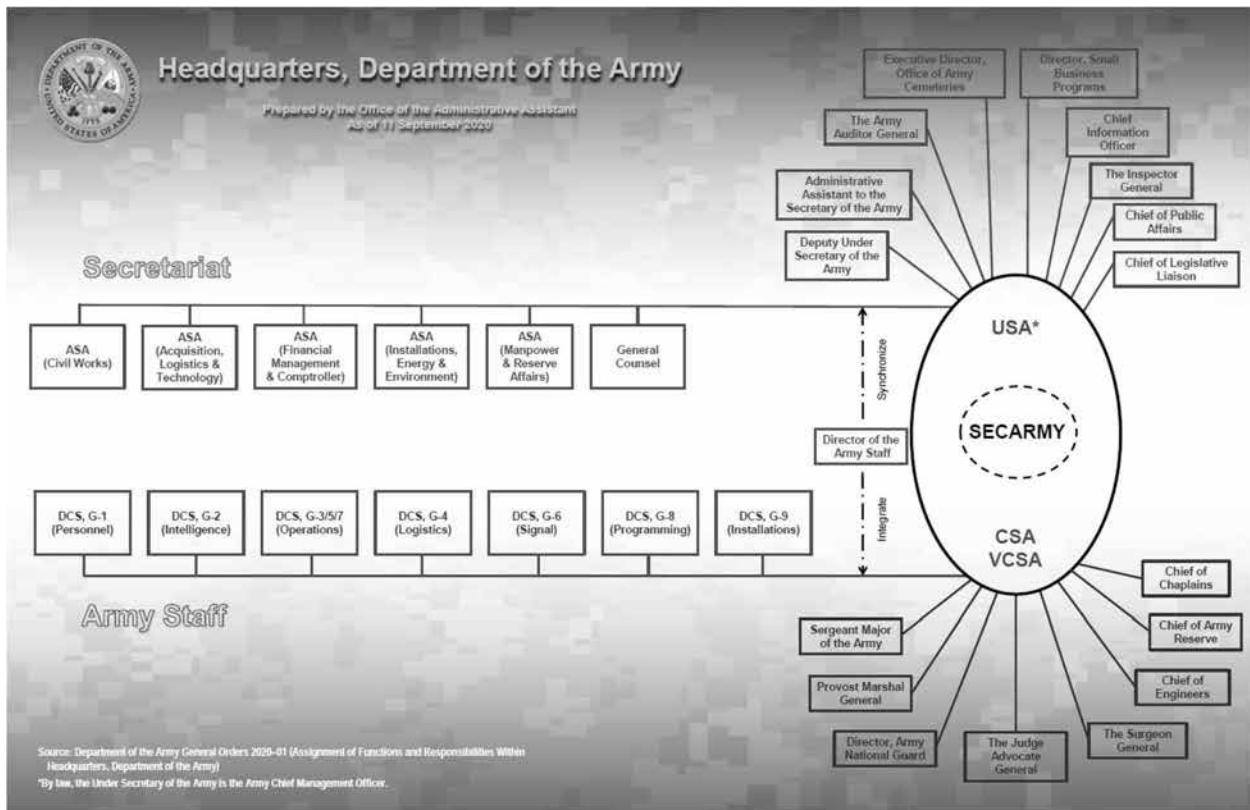 Headquarters, Department of the Army
Prepared by the Office of the Administrative Assistant
As of 11 September 2020
Executive Director,
Office of Army
Cemeteries
Director, Small
Business
Programs
The Army
Auditor General
Chief
Information
Officer
Administrative
Assistant to the
Secretary of the Army
The Inspector
General
Deputy Under
Secretary of the
Army
Chief of Public
Affairs
Chief of Legislative
Liaison
Secretariat
ASA
(Civil Works)
ASA
(Acquisition,
Logistics &
Technology)
ASA
(Financial
Management
& Comptroller)
ASA
(Installations,
Energy &
Environment)
ASA
(Manpower
& Reserve
Affairs)
General
Counsel
Synchronize
USA*
Director of the
Army Staff
SECARMY
Integrate
CSA
VCSA
DCS, G-1
(Personnel)
DCS, G-2
(Intelligence)
DCS, G-3/5/7
(Operations)
DCS, G-4
(Logistics)
DCS, G-6
(Signal)
DCS, G-8
(Programming)
DCS, G-9
(Installations)
Army Staff
Sergeant Major
of the Army
Provost Marshal
General
Director, Army
National Guard
The Judge
Advocate
General
The Surgeon
General
Chief of
Engineers
Chief of Army
Reserve
Chief of
Chaplains
Source: Department of the Army General Orders 2020–01 (Assignment of Functions and Responsibilities Within
Headquarters, Department of the Army)
*By law, the Under Secretary of the Army is the Army Chief Management Officer.
DEPARTMENT OF THE ARMY
UNITED STATES OF AMERICA